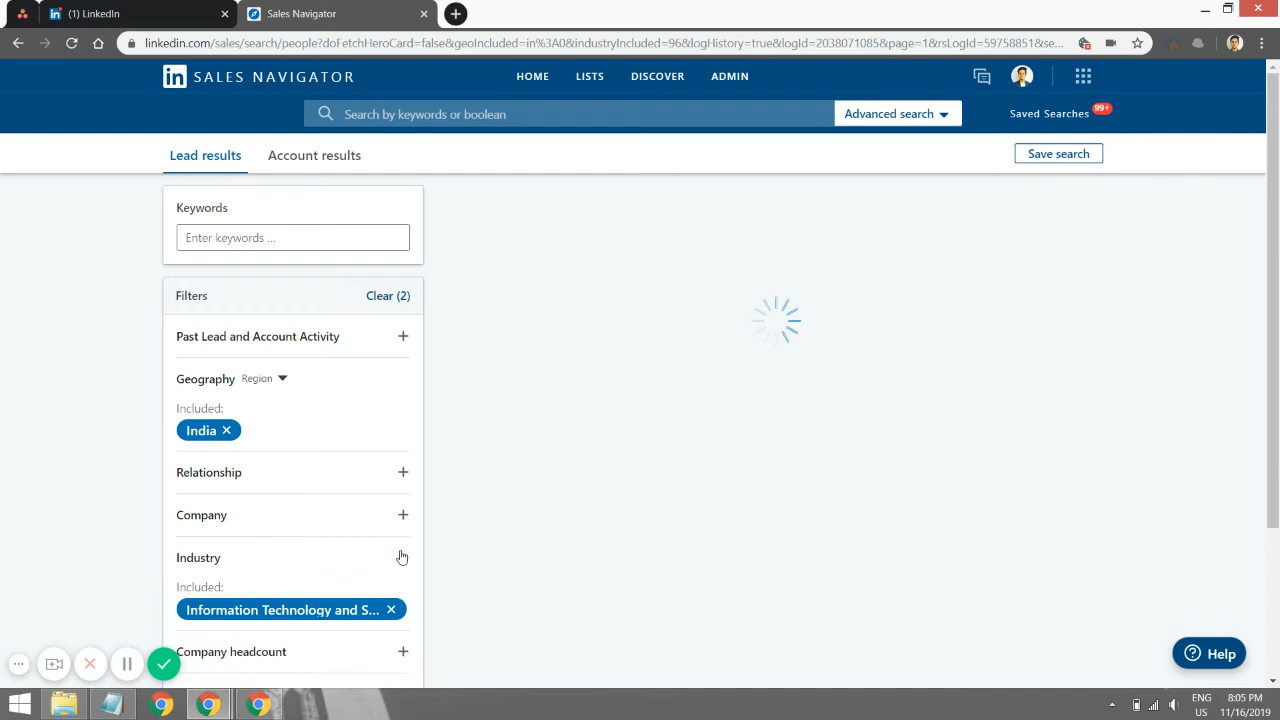 LinkedIn
Sales Navigator
linkedin.com/sales/search/people?doFetchHeroCard=false&geoIncluded=in%3A0&industryIncluded=96&logHistory=true&logId=2038071085&page=1&rsLogId=59758851&se...
in SALES NAVIGATOR
HOME LISTS DISCOVER ADMIN
Search by keywords or boolean
Advanced search
Saved Searches 99+
Lead results
Account results
Save search
Keywords
Enter keywords ...
Filters
Clear (2)
Past Lead and Account Activity
Geography Region
Included:
India
Relationship
Company
Industry
Included:
Information Technology and S...
Company headcount
Help
ENG 8:05 PM
US 11/16/2019